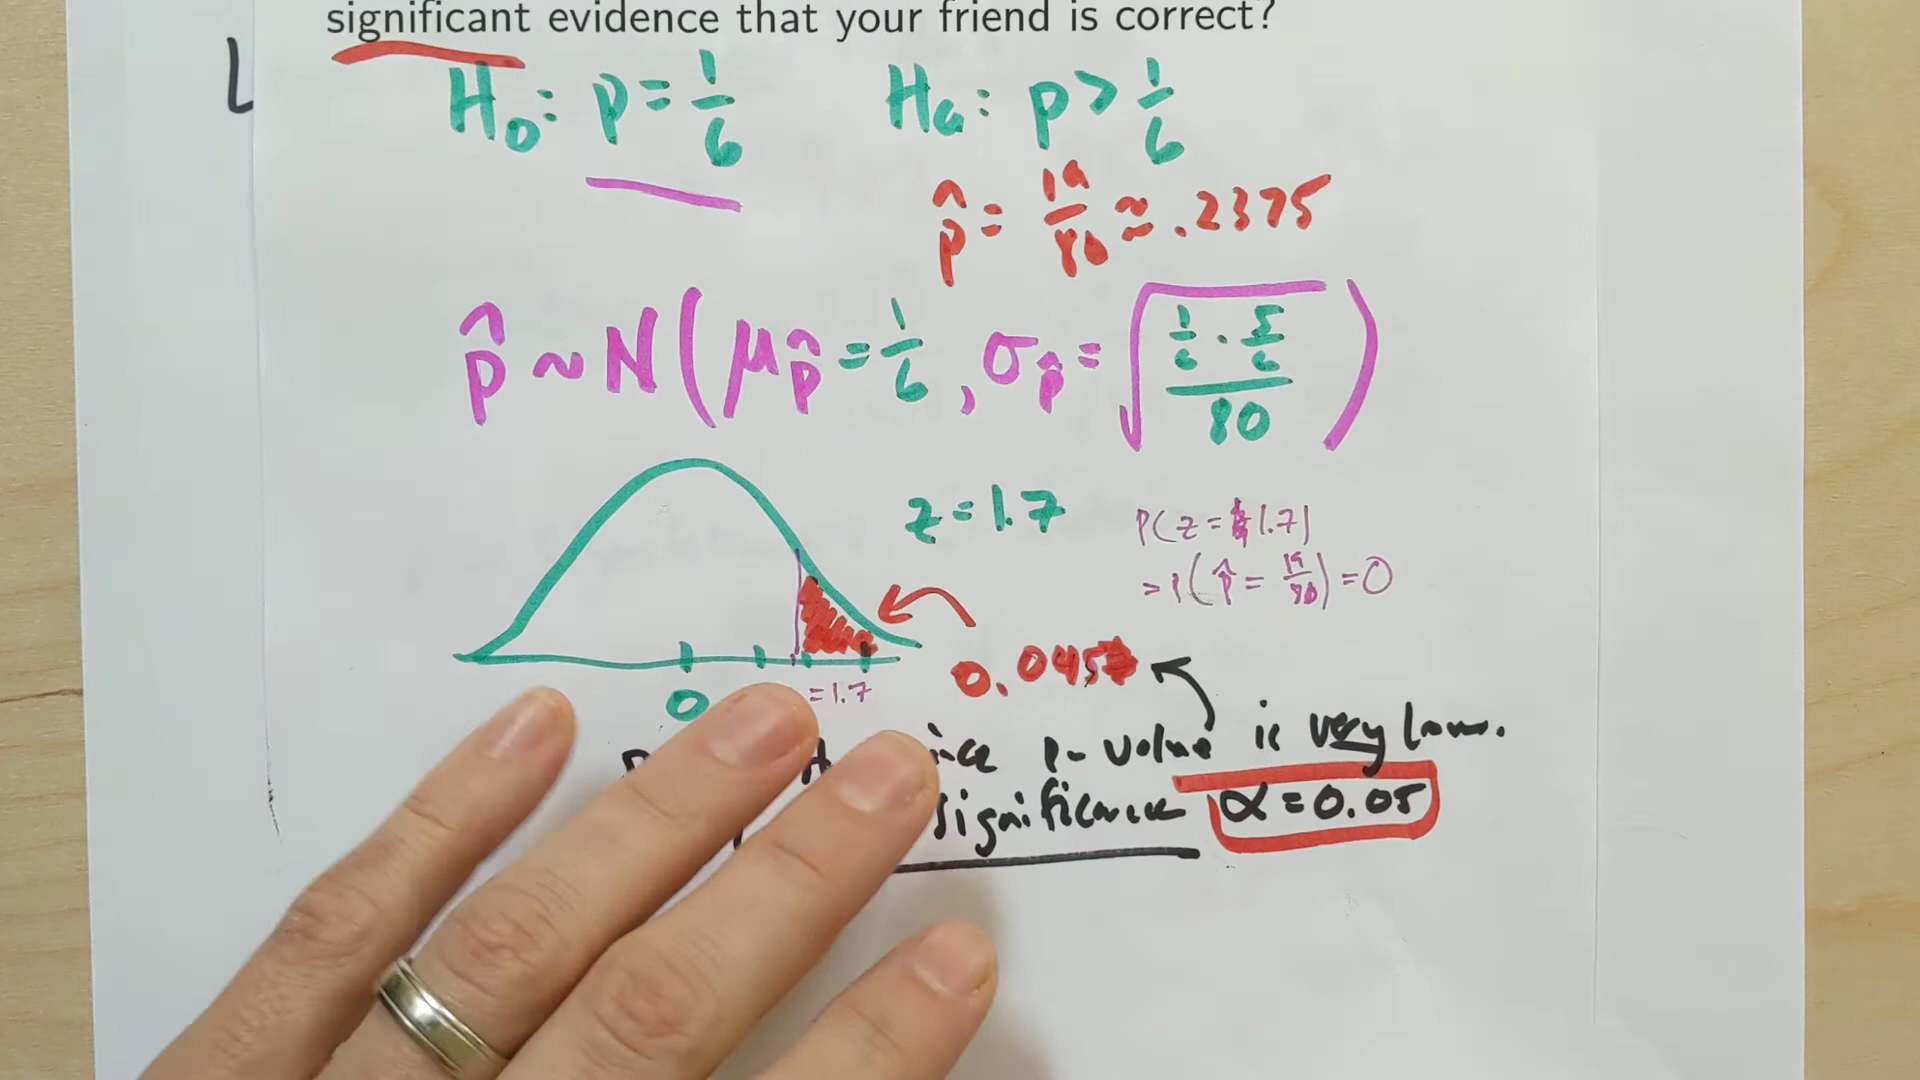 significant evidence that your friend is correct?
L
H₀: p = 1/6    Hₐ: p > 1/6
p̂ = 19/80 ≈ .2375
p̂ ~ N(μp̂ = 1/6, σp̂ = √((1/6 · 5/6)/80))
z = 1.7
P(z = 1.7)
= P(p̂ = 19/80) = 0
0.045
0    = 1.7
p-value is very low.
significance α = 0.05